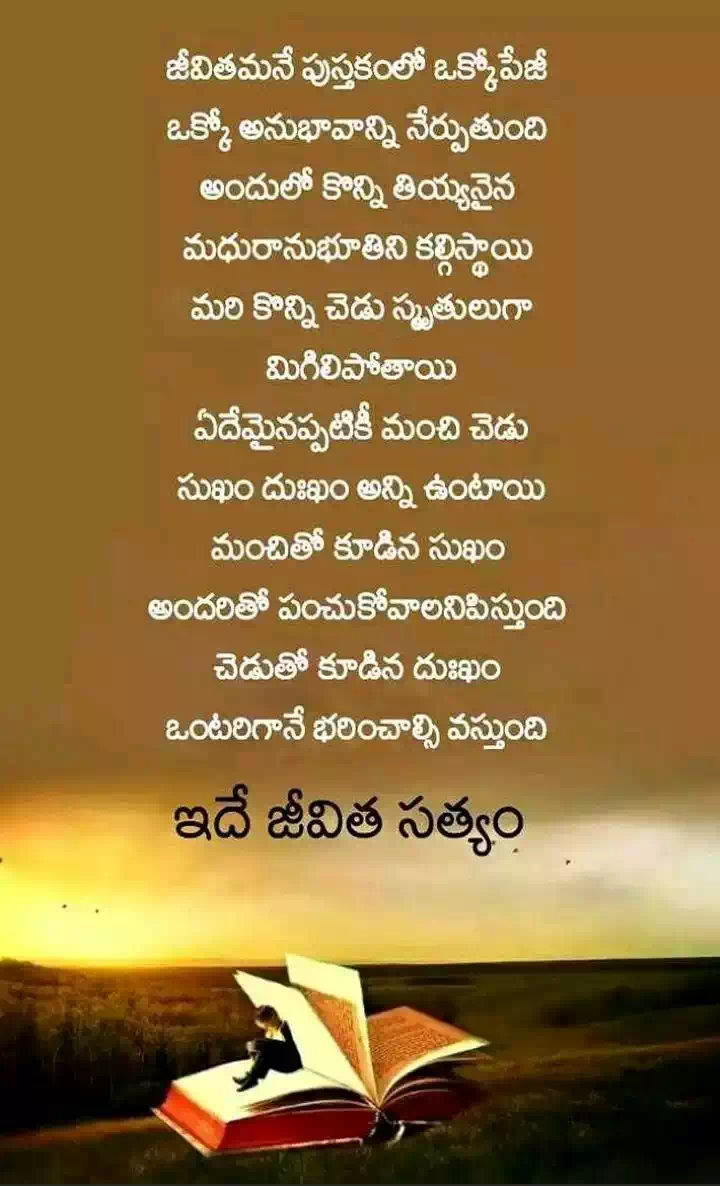 జీవితమనే పుస్తకంలో ఒక్కోపేజీ
ఒక్కో అనుభావాన్ని నేర్పుతుంది
అందులో కొన్ని తియ్యనైన
మధురానుభూతిని కల్గిస్థాయి
మరి కొన్ని చెడు స్మృతులుగా
మిగిలిపోతాయి
ఏదేమైనప్పటికీ మంచి చెడు
సుఖం దుఃఖం అన్ని ఉంటాయి
మంచితో కూడిన సుఖం
అందరితో పంచుకోవాలనిపిస్తుంది
చెడుతో కూడిన దుఃఖం
ఒంటరిగానే భరించాల్సి వస్తుంది
ఇదే జీవిత సత్యం